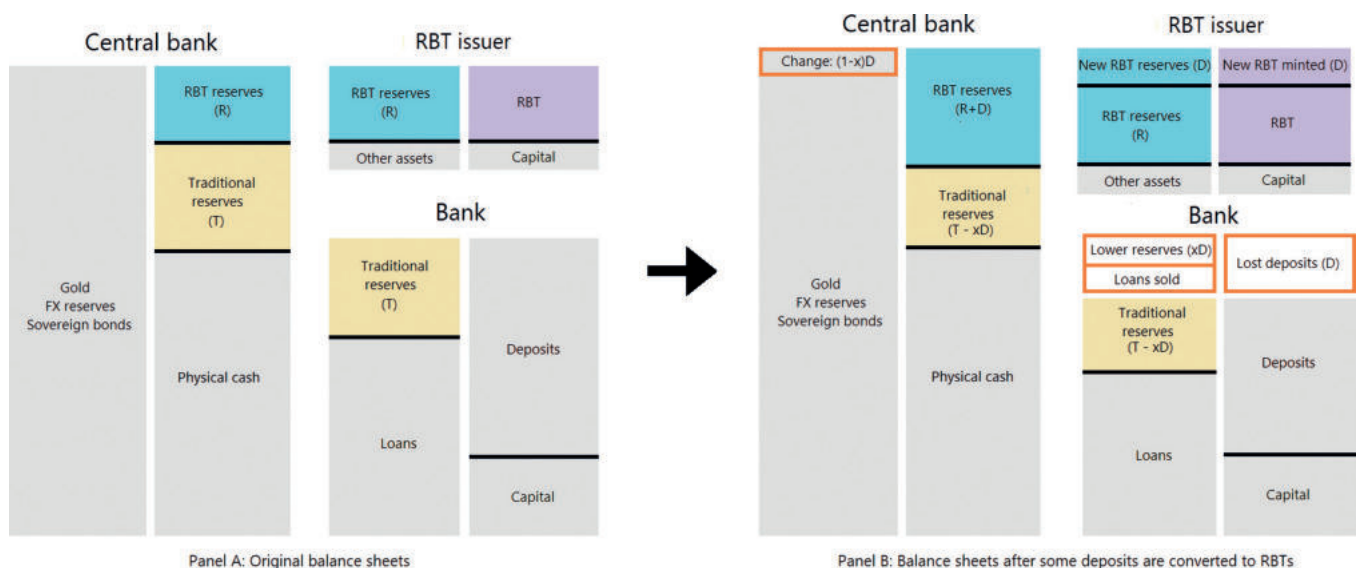 Central bank
RBT reserves
(R)
Traditional
reserves
(T)
Gold
FX reserves
Sovereign bonds
Physical cash
RBT issuer
RBT reserves
(R)
RBT
Other assets
Capital
Bank
Traditional
reserves
(T)
Deposits
Loans
Capital
Panel A: Original balance sheets
Central bank
Change: (1-x)D
RBT reserves
(R+D)
Traditional
reserves
(T - xD)
Gold
FX reserves
Sovereign bonds
Physical cash
RBT issuer
New RBT reserves (D)
New RBT minted (D)
RBT reserves
(R)
RBT
Other assets
Capital
Bank
Lower reserves (xD)
Loans sold
Lost deposits (D)
Traditional
reserves
(T - xD)
Deposits
Loans
Capital
Panel B: Balance sheets after some deposits are converted to RBTs